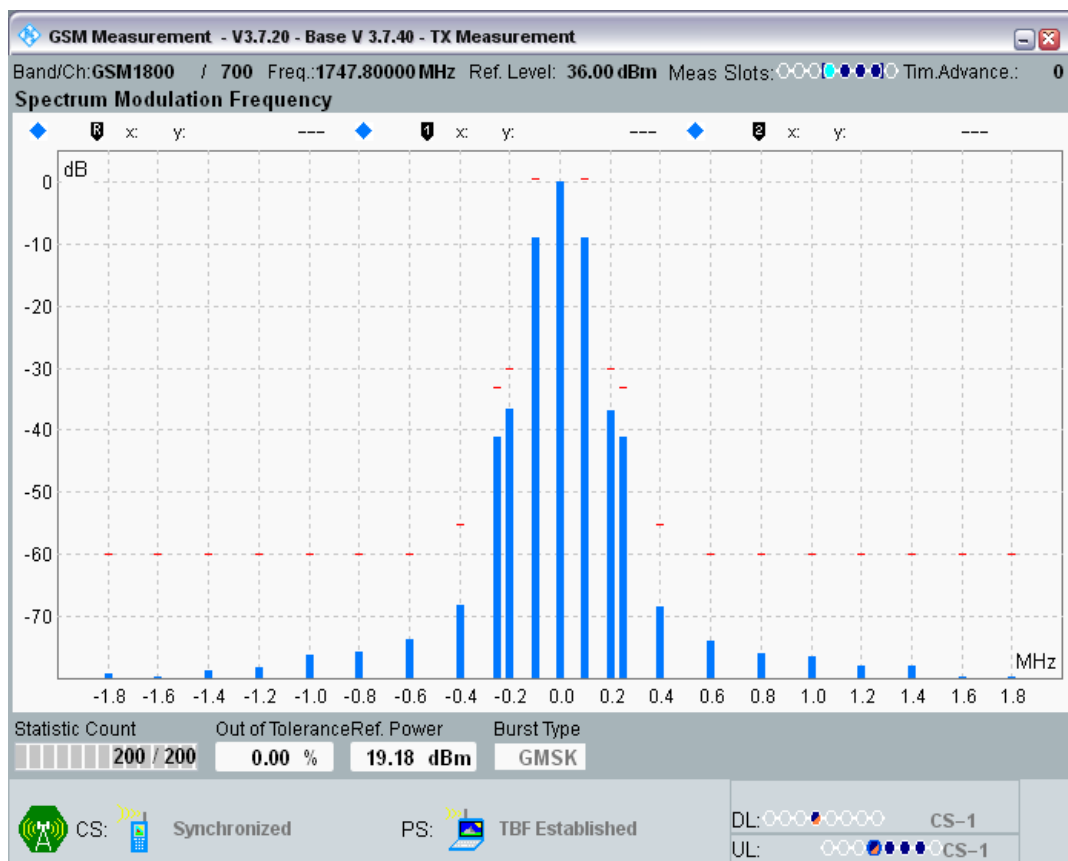 GSM Measurement - V3.7.20 - Base V 3.7.40 - TX Measurement
Band/Ch:GSM1800 / 700 Freq.:1747.80000 MHz Ref. Level: 36.00 dBm Meas Slots: Tim.Advance.: 0
Spectrum Modulation Frequency
R x: y: --- 1 x: y: --- 2 x: y: ---
dB
0
-10
-20
-30
-40
-50
-60
-70
MHz
-1.8 -1.6 -1.4 -1.2 -1.0 -0.8 -0.6 -0.4 -0.2 0.0 0.2 0.4 0.6 0.8 1.0 1.2 1.4 1.6 1.8
Statistic Count Out of Tolerance Ref. Power Burst Type
200 / 200 0.00 % 19.18 dBm GMSK
CS: Synchronized PS: TBF Established
DL: CS-1
UL: CS-1